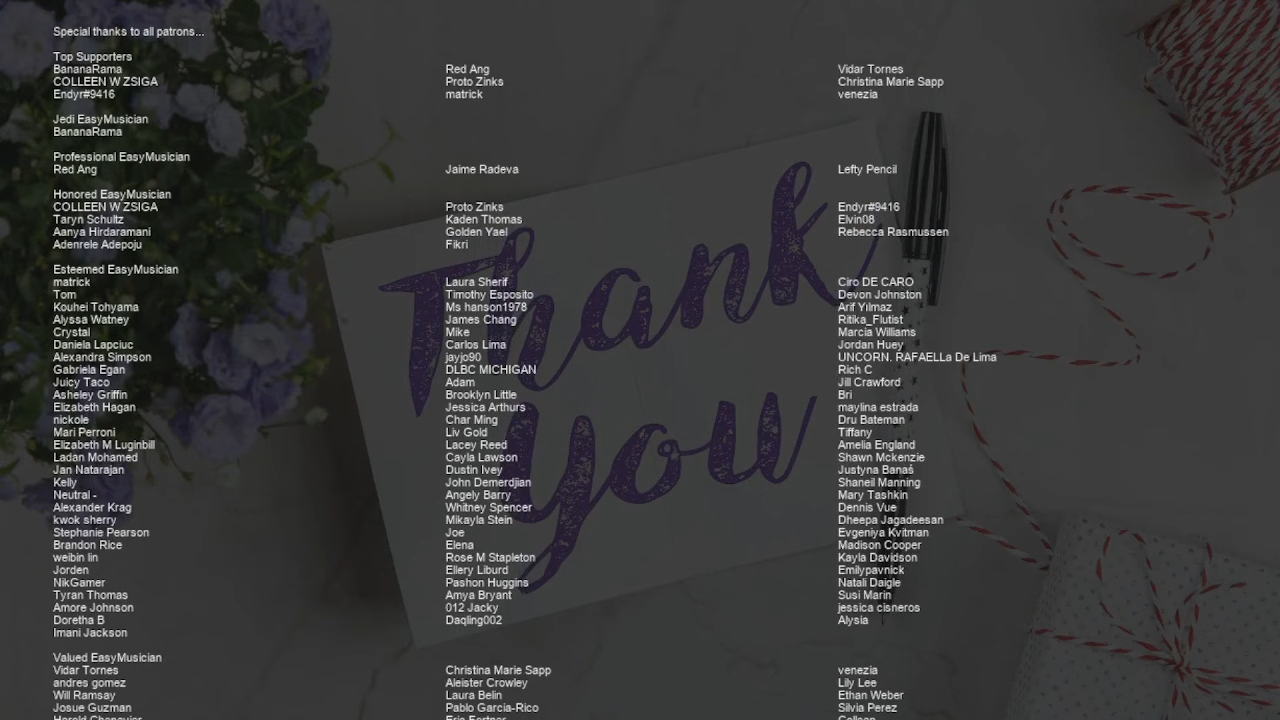 Special thanks to all patrons...
Top Supporters
BananaRama Red Ang Vidar Tornes
COLLEEN W ZSIGA Proto Zinks Christina Marie Sapp
Endyr#9416 matrick venezia
Jedi EasyMusician
BananaRama
Professional EasyMusician
Red Ang Jaime Radeva Lefty Pencil
Honored EasyMusician
COLLEEN W ZSIGA Proto Zinks Endyr#9416
Taryn Schultz Kaden Thomas Elvin08
Aanya Hirdaramani Golden Yael Rebecca Rasmussen
Adenrele Adepoju Fikri
Esteemed EasyMusician
matrick Laura Sherif Ciro DE CARO
Tom Timothy Esposito Devon Johnston
Kouhei Tohyama Ms hanson1978 Arif Yılmaz
Alyssa Watney James Chang Ritika_Flutist
Crystal Mike Marcia Williams
Daniela Lapciuc Carlos Lima Jordan Huey
Alexandra Simpson jayjo90 UNCORN. RAFAELLa De Lima
Gabriela Egan DLBC MICHIGAN Rich C
Juicy Taco Adam Jill Crawford
Asheley Griffin Brooklyn Little Bri
Elizabeth Hagan Jessica Arthurs maylina estrada
nickole Char Ming Dru Bateman
Mari Perroni Liv Gold Tiffany
Elizabeth M Luginbill Lacey Reed Amelia England
Ladan Mohamed Cayla Lawson Shawn Mckenzie
Jan Natarajan Dustin Ivey Justyna Banaś
Kelly John Demerdjian Shaneil Manning
Neutral - Angely Barry Mary Tashkin
Alexander Krag Whitney Spencer Dennis Vue
kwok sherry Mikayla Stein Dheepa Jagadeesan
Stephanie Pearson Joe Evgeniya Kvitman
Brandon Rice Elena Madison Cooper
weibin lin Rose M Stapleton Kayla Davidson
Jorden Ellery Liburd Emilypavnick
NikGamer Pashon Huggins Natali Daigle
Tyran Thomas Amya Bryant Susi Marin
Amore Johnson 012 Jacky jessica cisneros
Doretha B Daqling002 Alysia
Imani Jackson
Valued EasyMusician
Vidar Tornes Christina Marie Sapp venezia
andres gomez Aleister Crowley Lily Lee
Will Ramsay Laura Belin Ethan Weber
Josue Guzman Pablo Garcia-Rico Silvia Perez
Thank
You